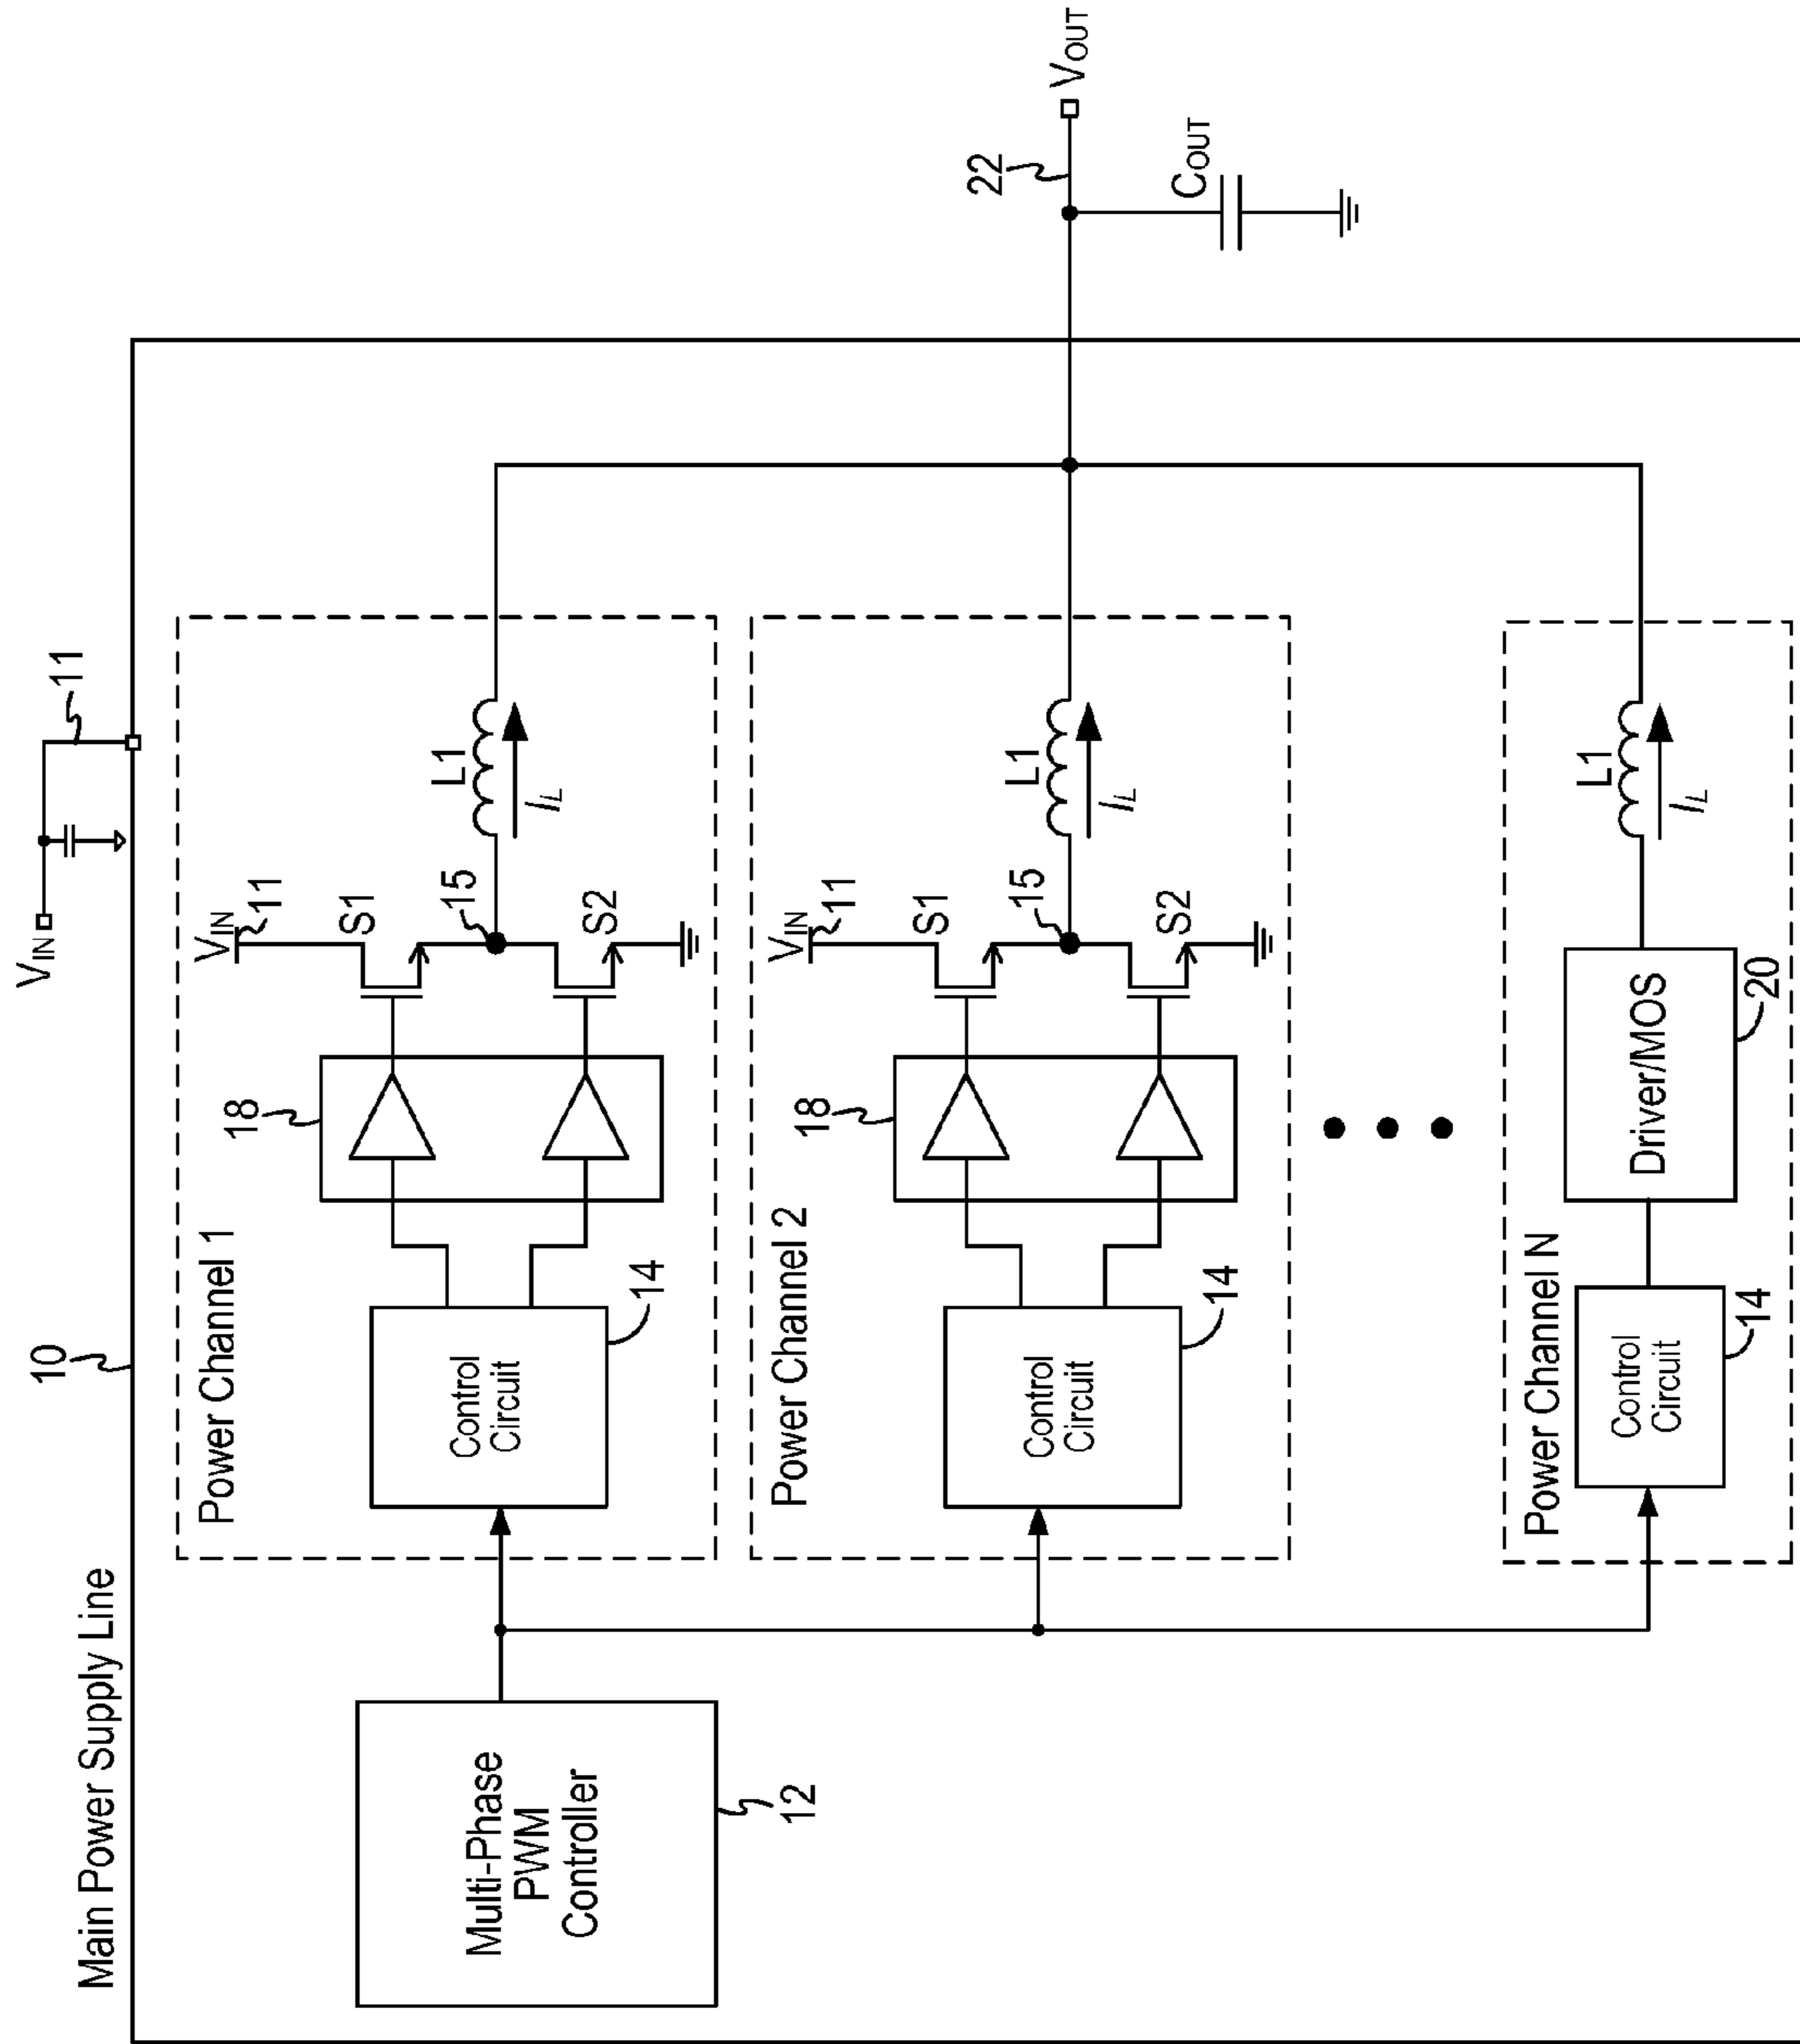 Main Power Supply Line
10
VIN
11
Multi-Phase
PWM
Controller
12
Power Channel 1
Control
Circuit
14
18
VIN
11
S1
15
S2
L1
IL
Power Channel 2
Control
Circuit
14
18
VIN
11
S1
15
S2
L1
IL
22
VOUT
COUT
Power Channel N
Control
Circuit
14
Driver/MOS
20
L1
IL